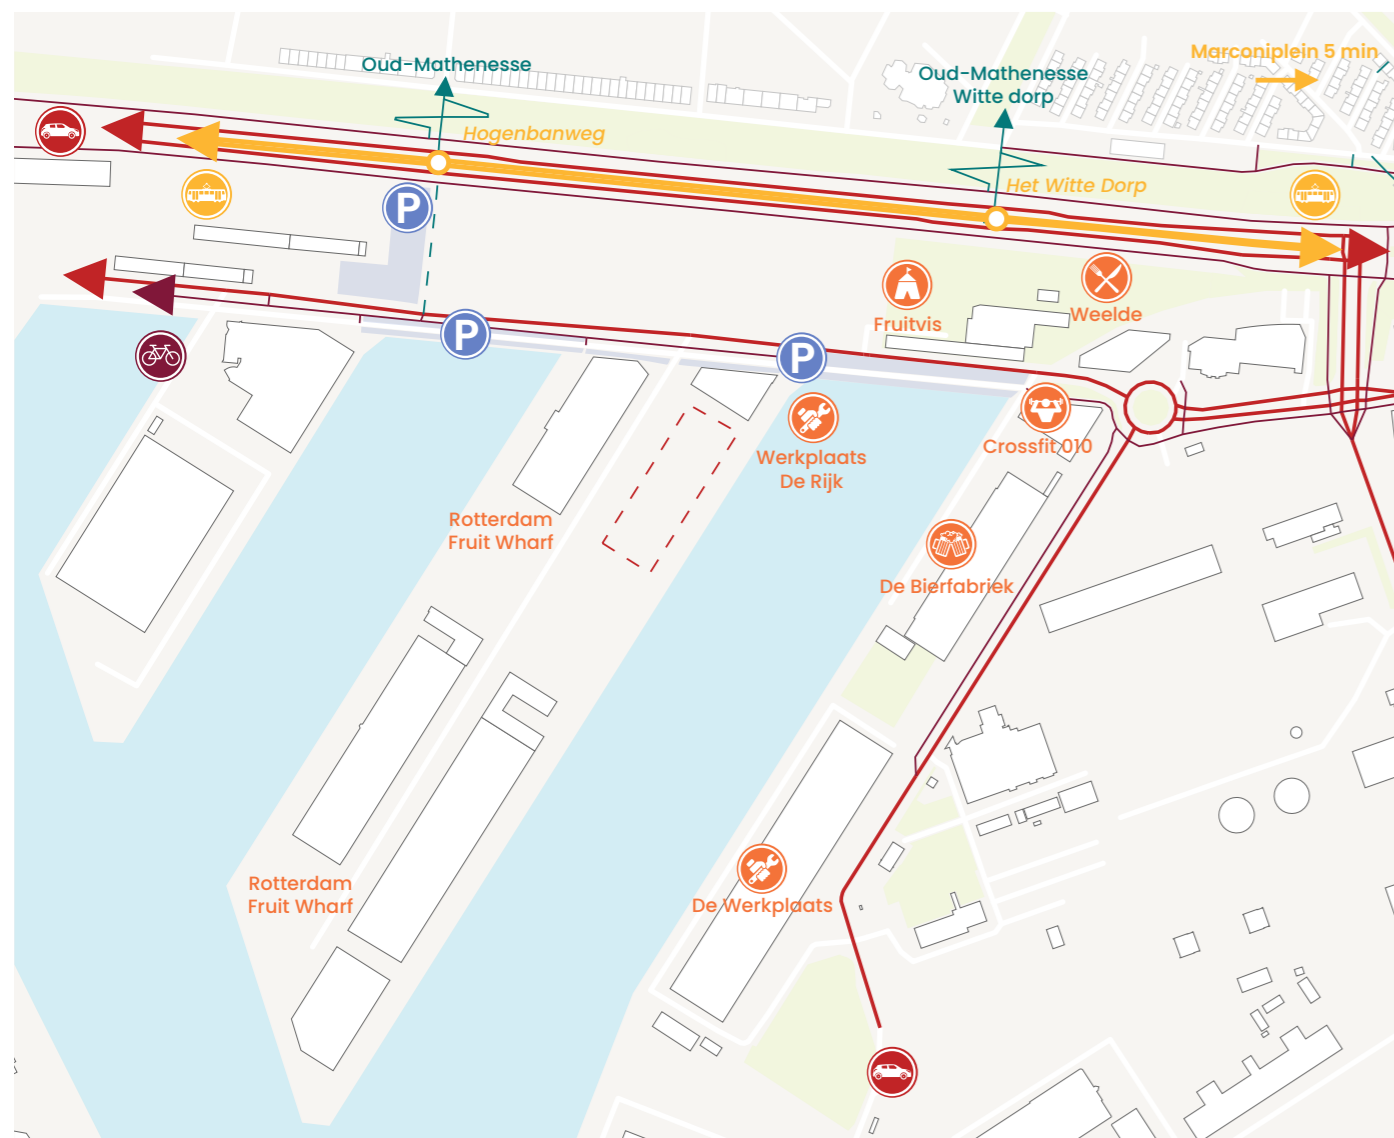 Marconiplein 5 min
Oud-Mathenesse
Oud-Mathenesse
Witte dorp
Hogenbanweg
Het Witte Dorp
P
Weelde
Fruitvis
P
P
Crossfit 010
Werkplaats
De Rijk
Rotterdam
Fruit Wharf
De Bierfabriek
Rotterdam
Fruit Wharf
De Werkplaats